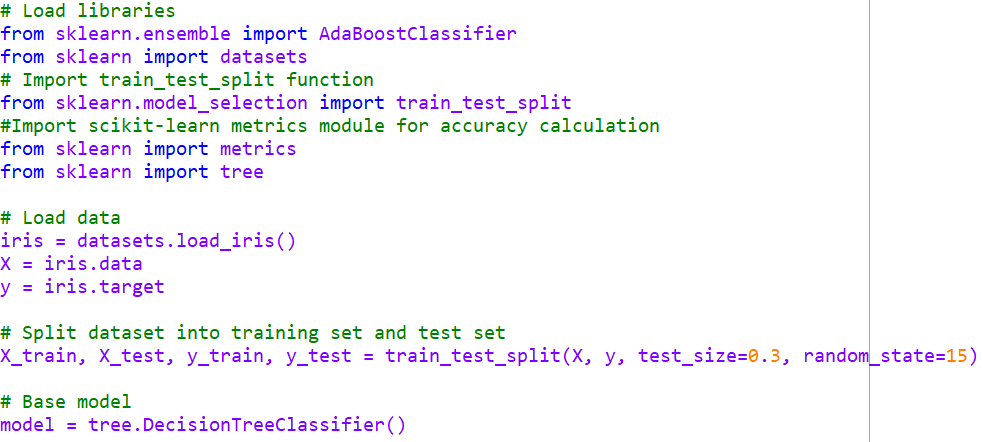 # Load libraries
from sklearn.ensemble import AdaBoostClassifier
from sklearn import datasets
# Import train_test_split function
from sklearn.model_selection import train_test_split
#Import scikit-learn metrics module for accuracy calculation
from sklearn import metrics
from sklearn import tree
# Load data
iris = datasets.load_iris()
X = iris.data
y = iris.target
# Split dataset into training set and test set
X_train, X_test, y_train, y_test = train_test_split(X, y, test_size=0.3, random_state=15)
# Base model
model = tree.DecisionTreeClassifier()